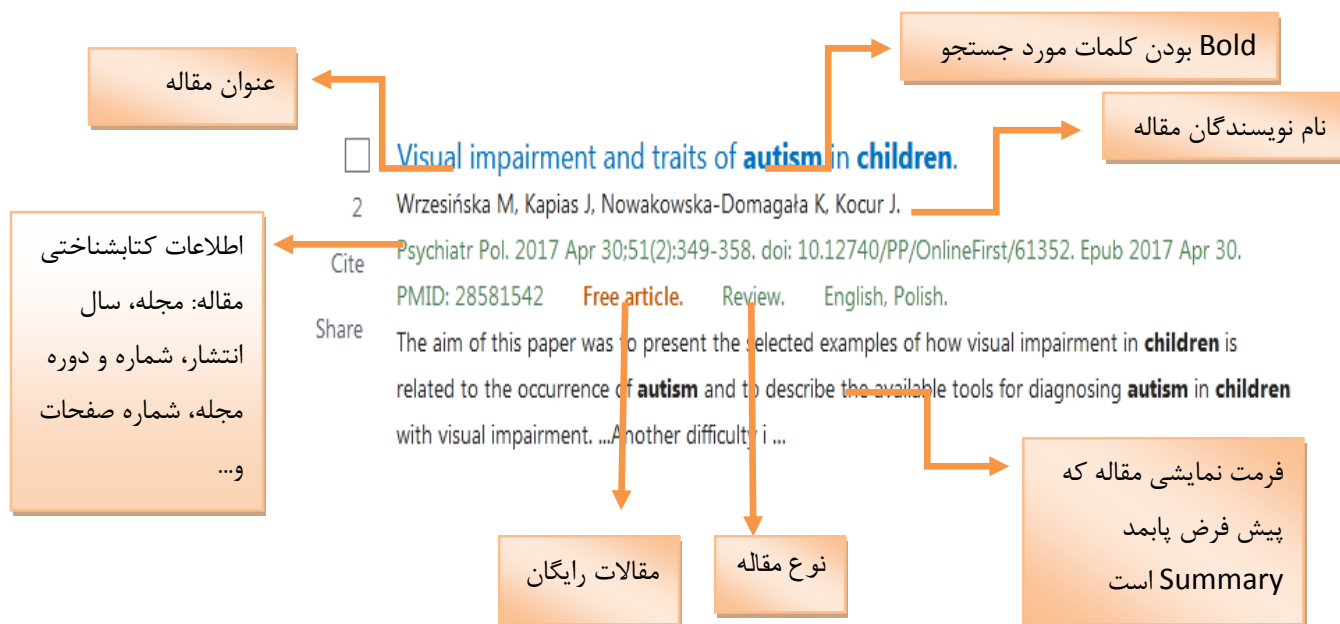 Bold بودن کلمات مورد جستجو
عنوان مقاله
نام نویسندگان مقاله
Visual impairment and traits of autism in children.
2
Wrzesińska M, Kapias J, Nowakowska-Domagała K, Kocur J.
Cite
Psychiatr Pol. 2017 Apr 30;51(2):349-358. doi: 10.12740/PP/OnlineFirst/61352. Epub 2017 Apr 30.
PMID: 28581542 Free article. Review. English, Polish.
Share
The aim of this paper was to present the selected examples of how visual impairment in children is
related to the occurrence of autism and to describe the available tools for diagnosing autism in children
with visual impairment. ...Another difficulty i ...
اطلاعات کتابشناختی
مقاله: مجله، سال
انتشار، شماره و دوره
مجله، شماره صفحات
و...
فرمت نمایشی مقاله که
پیش فرض پابمد
Summary است
نوع مقاله
مقالات رایگان